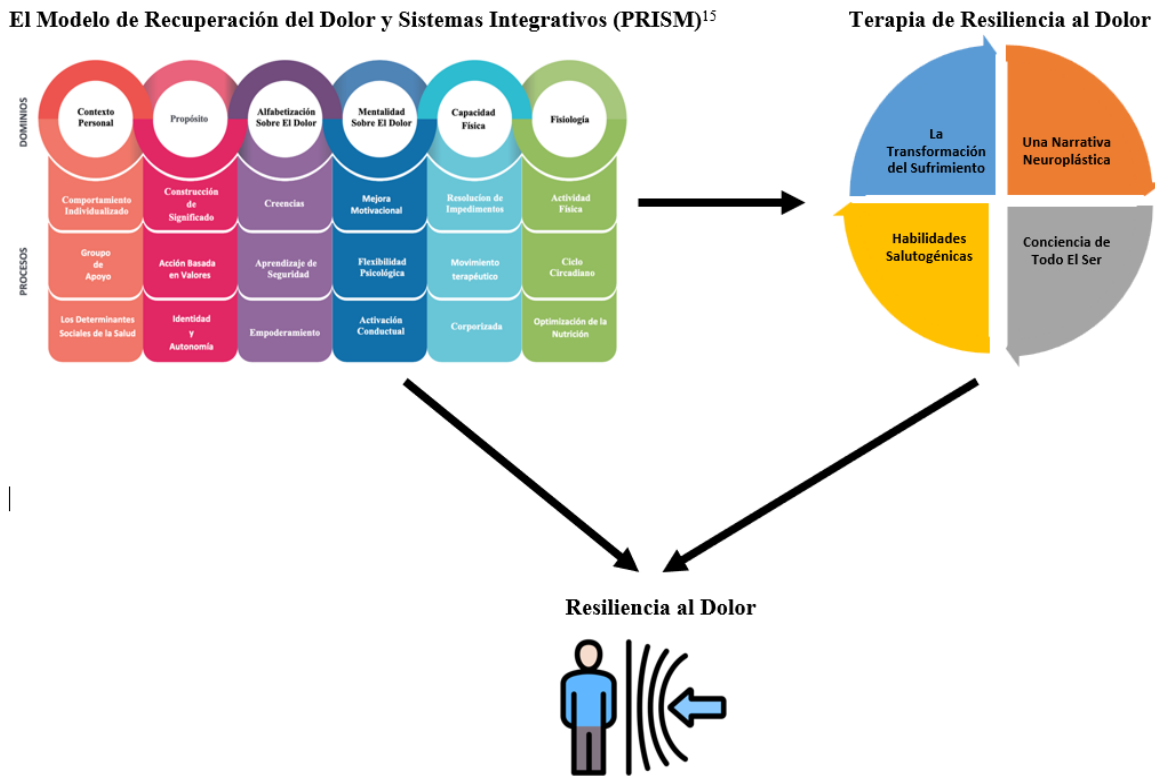 El Modelo de Recuperación del Dolor y Sistemas Integrativos (PRISM)¹⁵
Terapia de Resiliencia al Dolor
DOMINIOS
Contexto
Personal
Propósito
Alfabetización
Sobre El Dolor
Mentalidad
Sobre El Dolor
Capacidad
Física
Fisiología
PROCESOS
Comportamiento
Individualizado
Construcción
de
Significado
Creencias
Mejora
Motivacional
Resolucíon de
Impedimentos
Actividad
Física
Groupo
de
Apoyo
Acción Basada
en Valores
Aprendizaje de
Seguridad
Flexibilidad
Psicológica
Movimiento
terapéutico
Ciclo
Circadiano
Los Determinantes
Sociales de la Salud
Identidad
y
Autonomía
Empoderamiento
Activación
Conductual
Corporizada
Optimización de la
Nutrición
La
Transformación
del Sufrimiento
Una Narrativa
Neuroplástica
Habilidades
Salutogénicas
Conciencia de
Todo El Ser
Resiliencia al Dolor